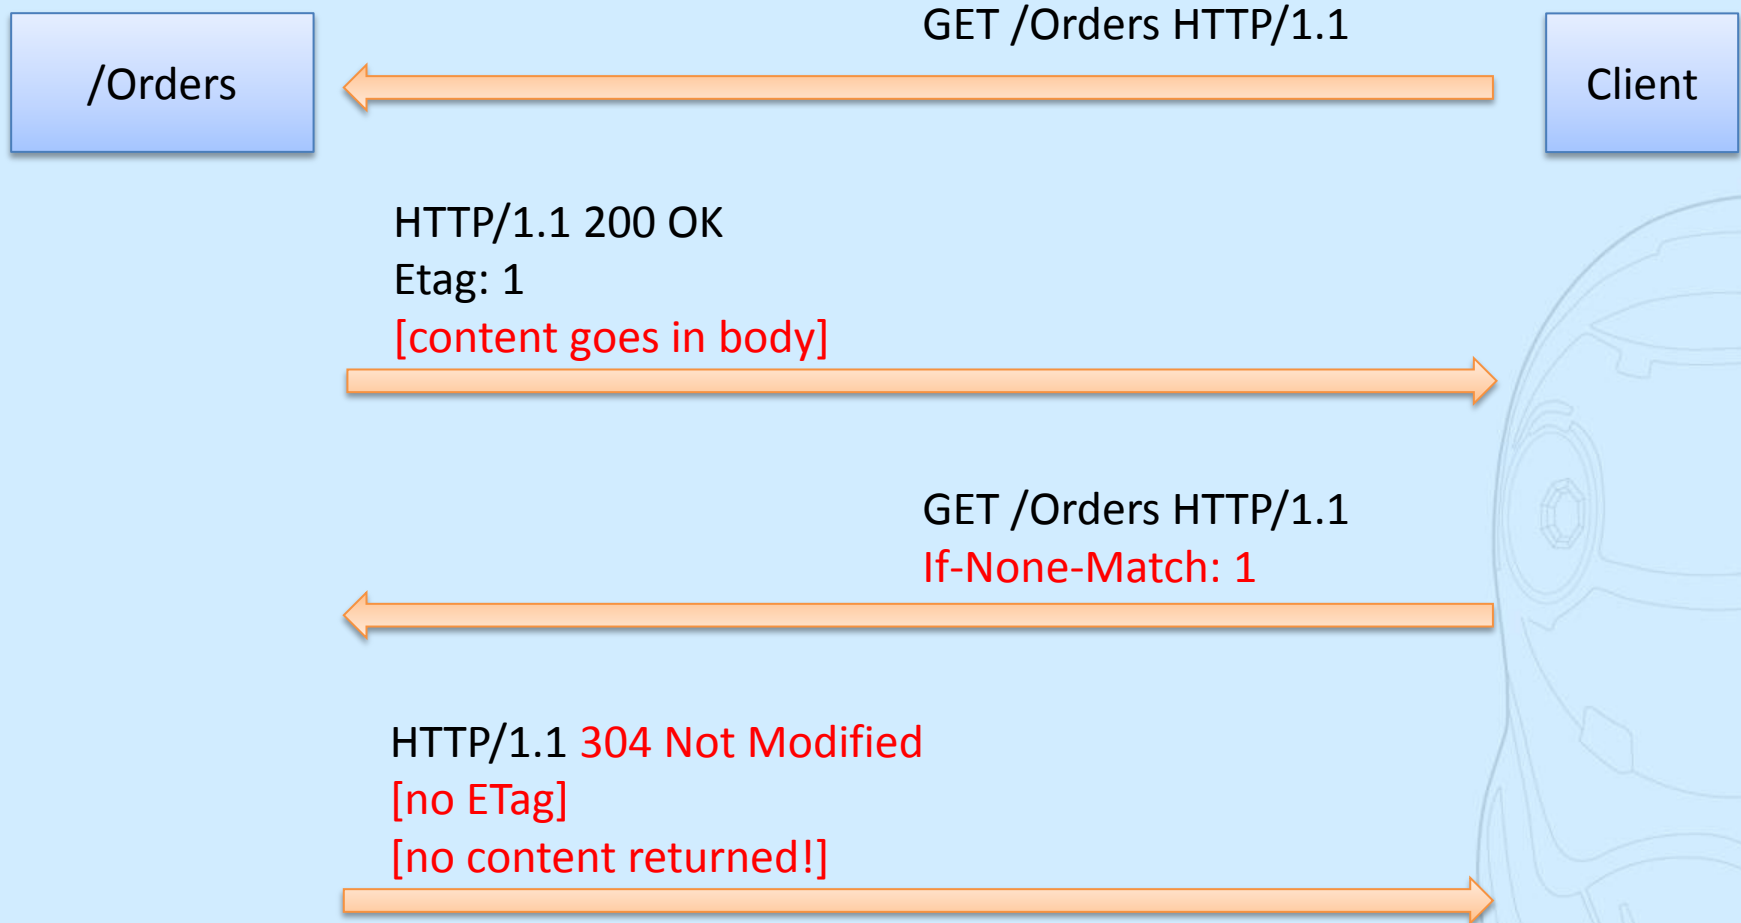 GET /Orders HTTP/1.1
/Orders
Client
HTTP/1.1 200 OK
Etag: 1
[content goes in body]
GET /Orders HTTP/1.1
If-None-Match: 1
HTTP/1.1 304 Not Modified
[no ETag]
[no content returned!]